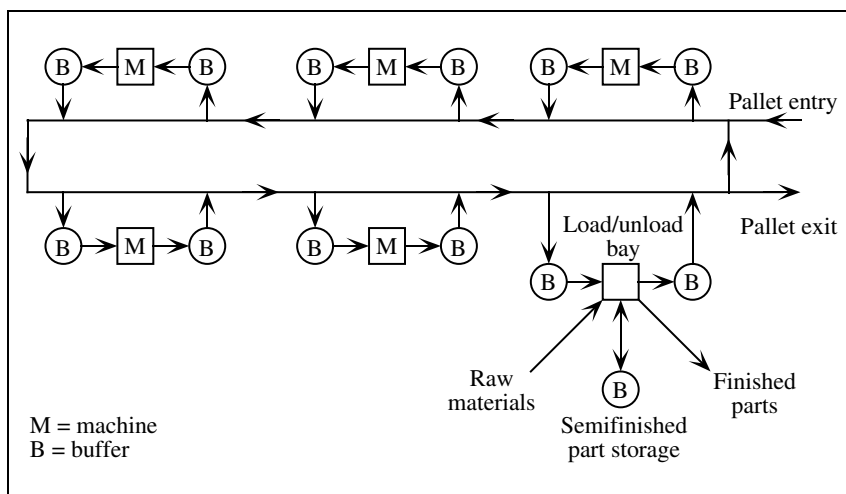 B M B B M B B M B
Pallet entry
Load/unload
bay
Pallet exit
B M B B M B
B B
Raw
materials
B
Finished
parts
Semifinished
part storage
M = machine
B = buffer